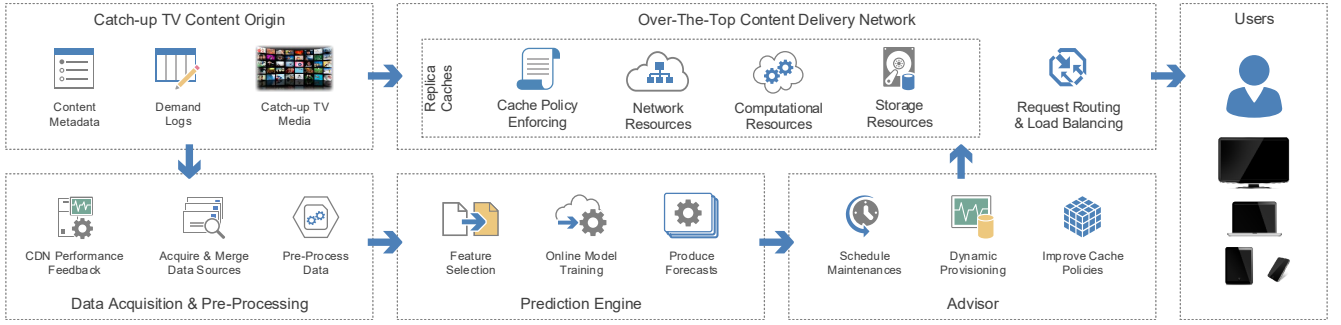 Catch-up TV Content Origin
Content
Metadata
Demand
Logs
Catch-up TV
Media
Over-The-Top Content Delivery Network
Replica
Caches
Cache Policy
Enforcing
Network
Resources
Computational
Resources
Storage
Resources
Request Routing
& Load Balancing
Users
CDN Performance
Feedback
Acquire & Merge
Data Sources
Pre-Process
Data
Data Acquisition & Pre-Processing
Feature
Selection
Online Model
Training
Produce
Forecasts
Prediction Engine
Schedule
Maintenances
Dynamic
Provisioning
Improve Cache
Policies
Advisor